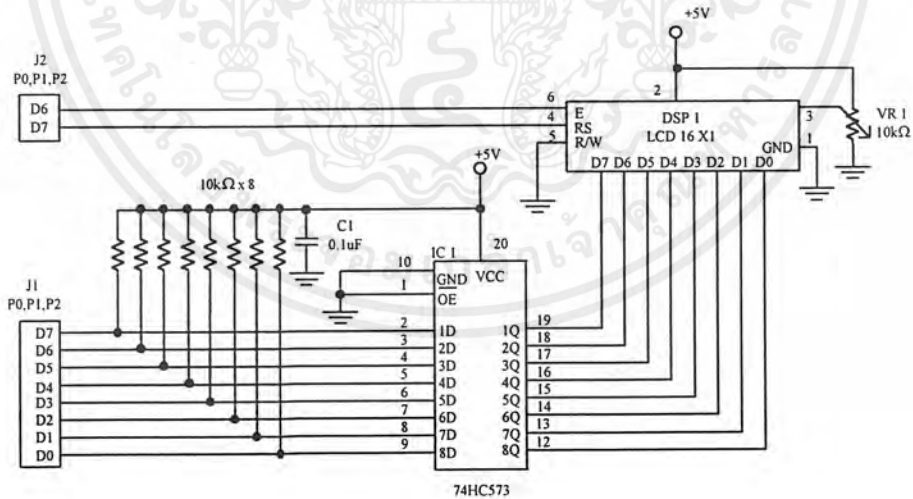 +5V
J2
P0,P1,P2
D6
D7
6
4
5
E
RS
R/W
2
DSP 1
LCD 16 X1
GND
3
1
VR 1
10kΩ
D7 D6 D5 D4 D3 D2 D1 D0
+5V
10kΩ x 8
C1
0.1uF
IC 1
20
VCC
10
GND
1
OE
J1
P0,P1,P2
D7 2 1D 1Q 19
D6 3 2D 2Q 18
D5 4 3D 3Q 17
D4 5 4D 4Q 16
D3 6 5D 5Q 15
D2 7 6D 6Q 14
D1 8 7D 7Q 13
D0 9 8D 8Q 12
74HC573